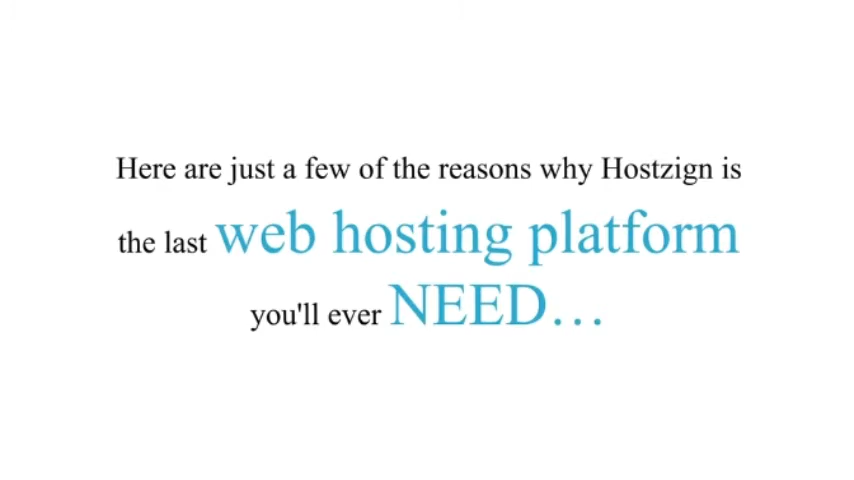 Here are just a few of the reasons why Hostzign is
the last web hosting platform
you'll ever NEED…